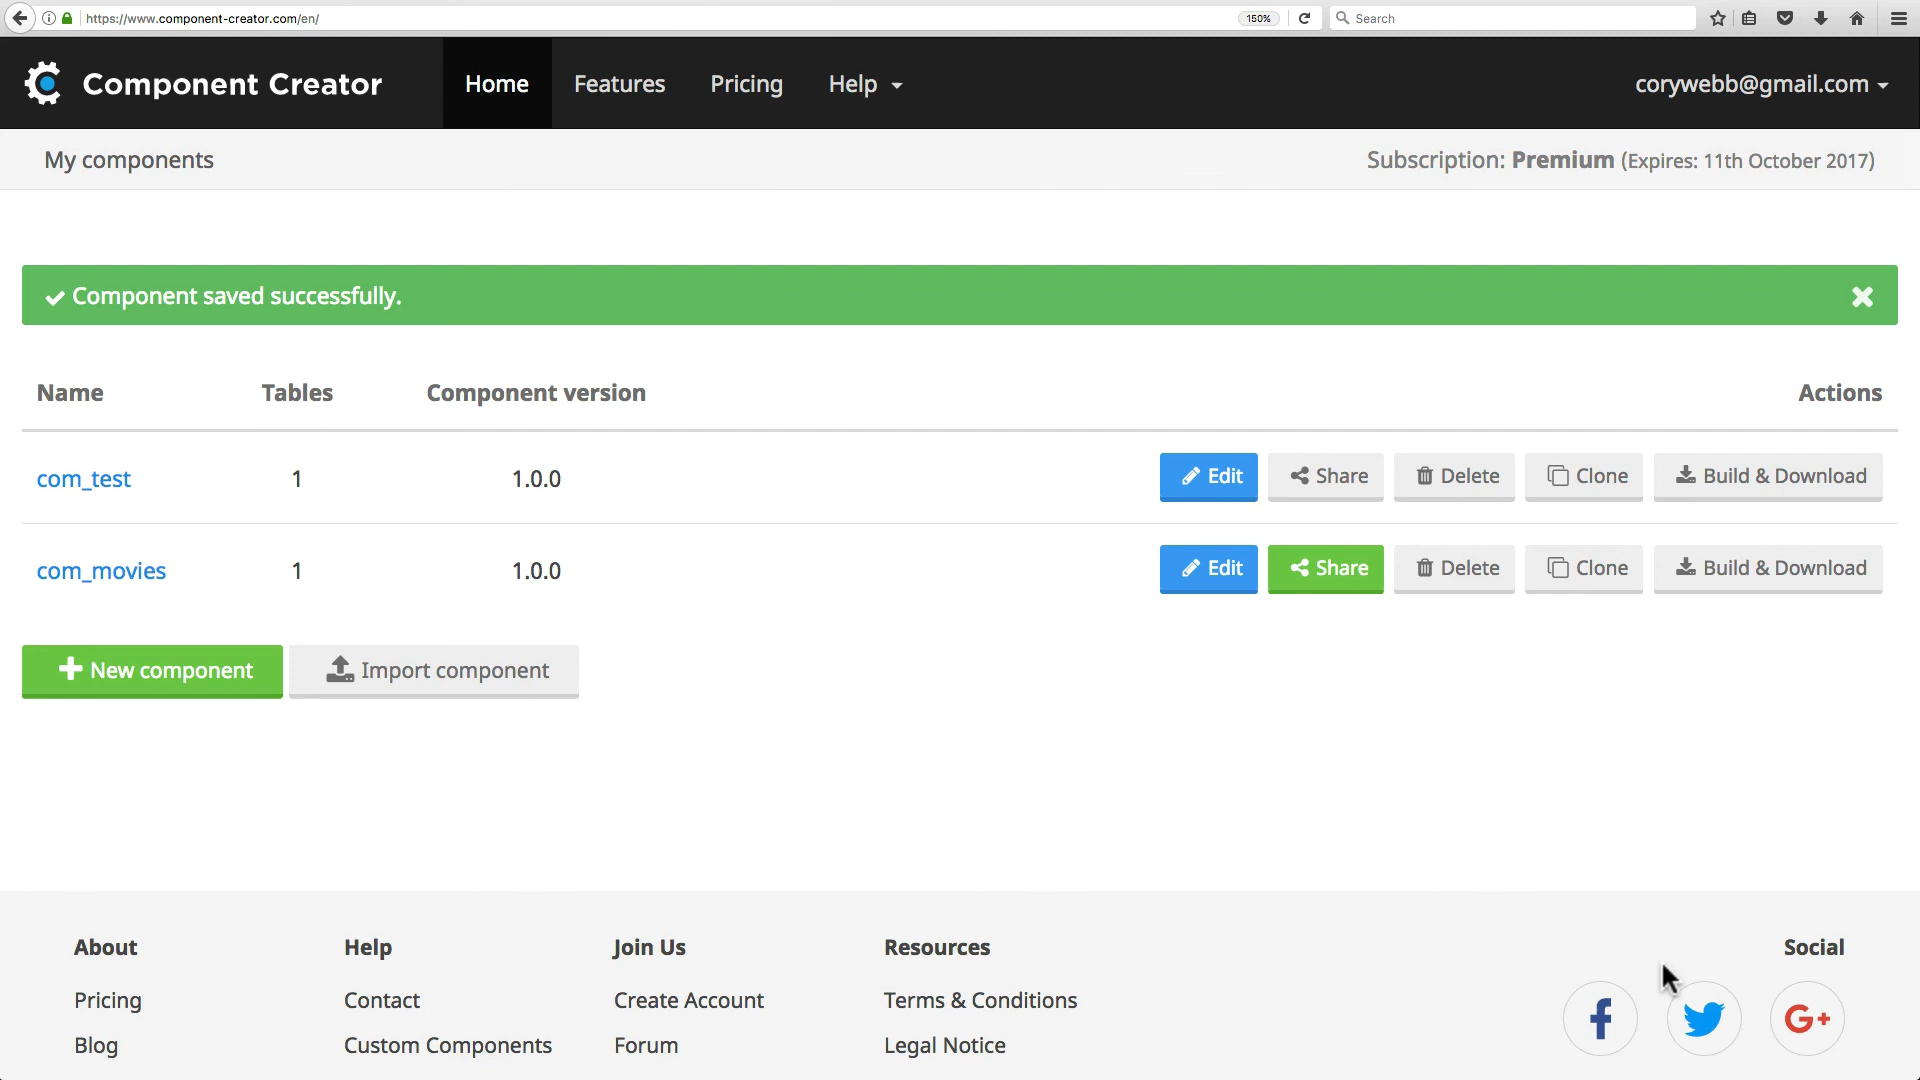 https://www.component-creator.com/en/
150%
Search
Component Creator
Home Features Pricing Help
corywebb@gmail.com
My components
Subscription: Premium (Expires: 11th October 2017)
Component saved successfully.
Name Tables Component version Actions
com_test 1 1.0.0 Edit Share Delete Clone Build & Download
com_movies 1 1.0.0 Edit Share Delete Clone Build & Download
New component Import component
About Help Join Us Resources Social
Pricing Contact Create Account Terms & Conditions
Blog Custom Components Forum Legal Notice
G+